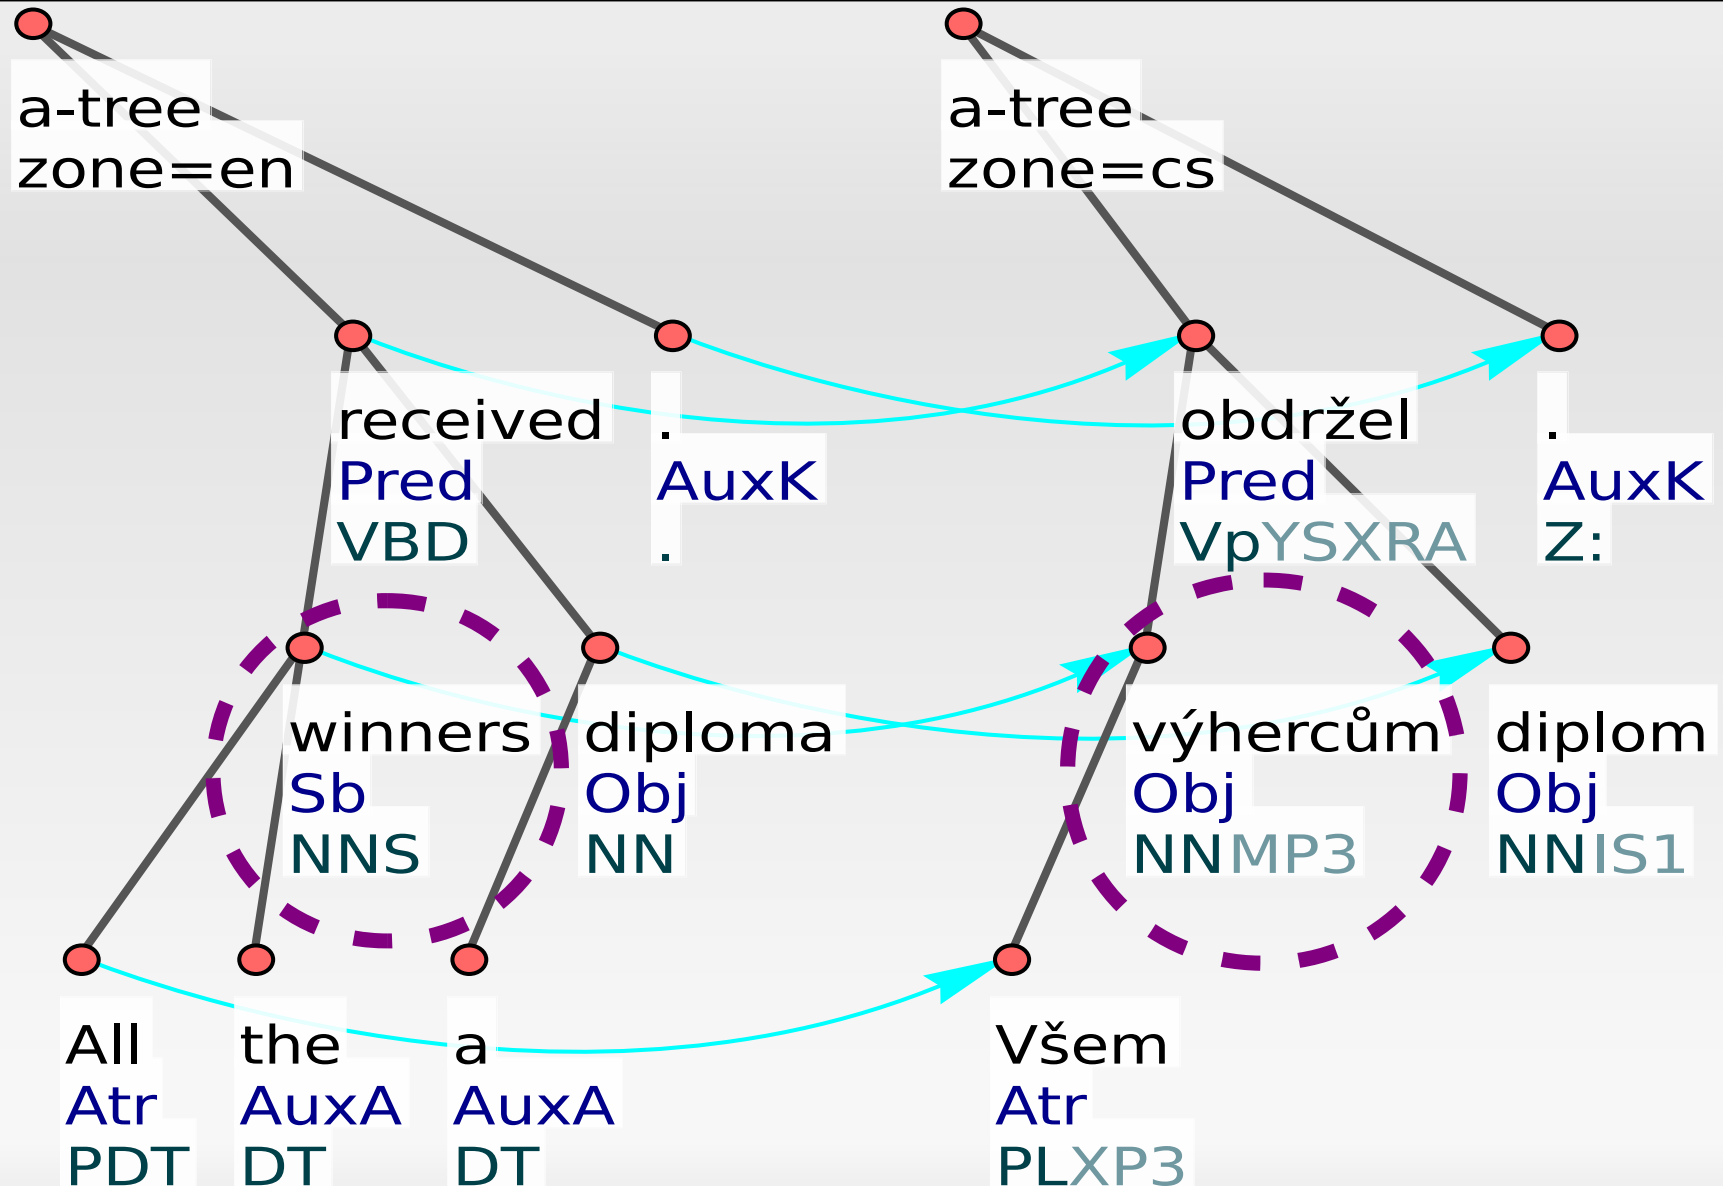 a-tree
zone=en
a-tree
zone=cs
received
Pred
VBD
.
AuxK
.
obdržel
Pred
VpYSXRA
.
AuxK
Z:
winners
Sb
NNS
diploma
Obj
NN
výhercům
Obj
NNMP3
diplom
Obj
NNIS1
All
Atr
PDT
the
AuxA
DT
a
AuxA
DT
Všem
Atr
PLXP3